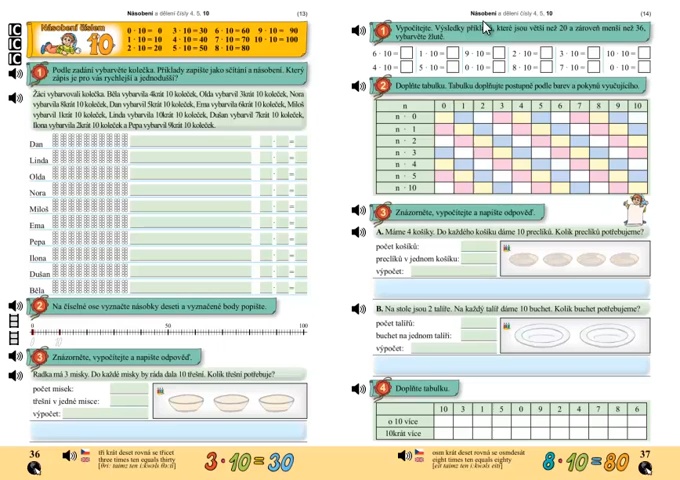 Násobení a dělení čísly 4, 5, 10
(13)
Násobení číslem
10
0 · 10 = 0 3 · 10 = 30 6 · 10 = 60 9 · 10 = 90
1 · 10 = 10 4 · 10 = 40 7 · 10 = 70 10 · 10 = 100
2 · 10 = 20 5 · 10 = 50 8 · 10 = 80
1 Podle zadání vybarvěte kolečka. Příklady zapište jako sčítání a násobení. Který
zápis je pro vás rychlejší a jednodušší?
Žáci vybarvovali kolečka. Běla vybarvila 4krát 10 koleček, Olda vybarvil 3krát 10 koleček, Nora
vybarvila 8krát 10 koleček, Dan vybarvil 5krát 10 koleček, Ema vybarvila 6krát 10 koleček, Miloš
vybarvil 1krát 10 koleček, Linda vybarvila 10krát 10 koleček, Dušan vybarvil 7krát 10 koleček,
Ilona vybarvila 2krát 10 koleček a Pepa vybarvil 9krát 10 koleček.
Dan · =
Linda · =
Olda · =
Nora · =
Miloš · =
Ema · =
Pepa · =
Ilona · =
Dušan · =
Běla · =
2 Na číselné ose vyznačte násobky deseti a vyznačené body popište.
0 50 100
3 Znázorněte, vypočítejte a napište odpověď.
Radka má 3 misky. Do každé misky by ráda dala 10 třešní. Kolik třešní potřebuje?
počet misek:
třešní v jedné misce:
výpočet:
36
tři krát deset rovná se třicet
three times ten equals thirty
3 · 10 = 30
Násobení a dělení čísly 4, 5, 10
(14)
1 Vypočítejte. Výsledky příkladů, které jsou větší než 20 a zároveň menší než 36,
vybarvěte žlutě.
6 · 10 = 1 · 10 = 9 · 10 = 2 · 10 = 3 · 10 = 10 · 10 =
4 · 10 = 5 · 10 = 0 · 10 = 8 · 10 = 7 · 10 = 0 · 10 =
2 Doplňte tabulku. Tabulku doplňujte postupně podle barev a pokynů vyučujícího.
n 0 1 2 3 4 5 6 7 8 9 10
n · 0
n · 1
n · 2
n · 3
n · 4
n · 5
n · 10
3 Znázorněte, vypočítejte a napište odpověď.
A. Máme 4 košíky. Do každého košíku dáme 10 preclíků. Kolik preclíků potřebujeme?
počet košíků:
preclíků v jednom košíku:
výpočet:
B. Na stole jsou 2 talíře. Na každý talíř dáme 10 buchet. Kolik buchet potřebujeme?
počet talířů:
buchet na jednom talíři:
výpočet:
4 Doplňte tabulku.
10 3 1 5 0 9 2 4 7 8 6
o 10 více
10krát více
osm krát deset rovná se osmdesát
eight times ten equals eighty
8 · 10 = 80
37